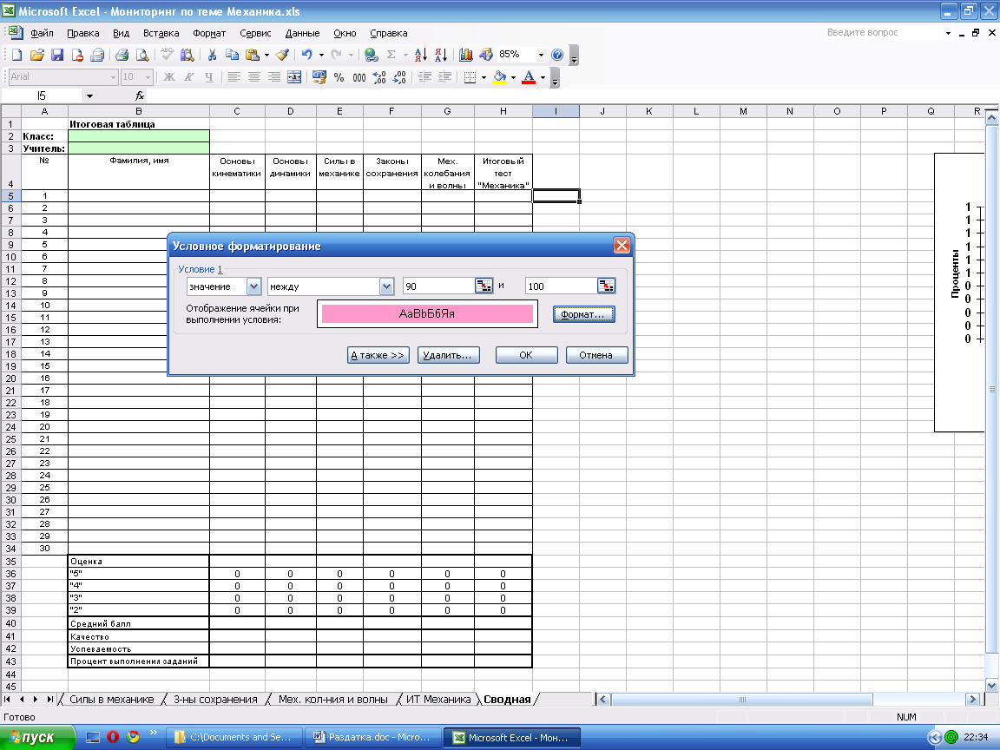 Microsoft Excel - Мониторинг по теме Механика.xls
Файл Правка Вид Вставка Формат Сервис Данные Окно Справка Введите вопрос
85%
Arial 10 Ж К Ч % 000
I5 fx
A B C D E F G H I J K L M N O P Q R
1 Итоговая таблица
2 Класс:
3 Учитель:
4 № Фамилия, имя Основы кинематики Основы динамики Силы в механике Законы сохранения Мех. колебания и волны Итоговый тест "Механика"
5 1
6 2
7 3
8 4
9 5
10 6
11 7
12 8
13 9
14 10
15 11
16 12
17 13
18 14
19 15
20 16
21 17
22 18
23 19
24 20
25 21
26 22
27 23
28 24
29 25
30 26
31 27
32 28
33 29
34 30
35 Оценка
36 "5" 0 0 0 0 0 0
37 "4" 0 0 0 0 0 0
38 "3" 0 0 0 0 0 0
39 "2" 0 0 0 0 0 0
40 Средний балл
41 Качество
42 Успеваемость
43 Процент выполнения заданий
44
45
Условное форматирование
Условие 1
значение между 90 и 100
Отображение ячейки при
выполнении условия:
АаBbБбЯя
Формат...
А также >> Удалить... ОК Отмена
Проценты
1
1
1
1
1
1
0
0
0
0
0
Силы в механике З-ны сохранения Мех. кол-ния и волны ИТ Механика Сводная
Готово NUM
пуск C:\Documents and Se... Раздатка.doc - Micro... Microsoft Excel - Мон... 22:34